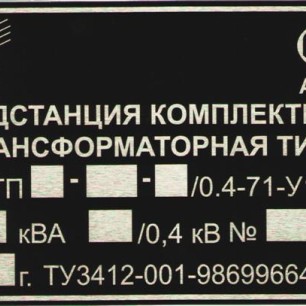 А
ДСТАНЦИЯ КОМПЛЕКТН
АНСФОРМАТОРНАЯ ТИ
ТП - - /0.4-71-У
кВА /0,4 кВ №
г. ТУ3412-001-98699664